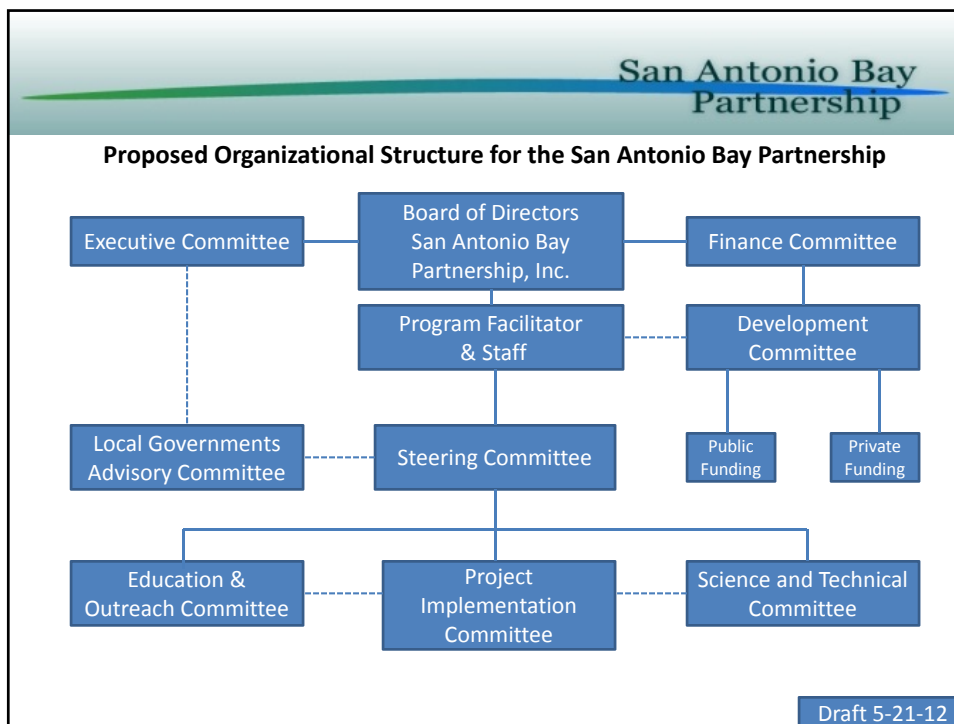 San Antonio Bay
Partnership
Proposed Organizational Structure for the San Antonio Bay Partnership
Executive Committee
Board of Directors
San Antonio Bay
Partnership, Inc.
Finance Committee
Program Facilitator
& Staff
Development
Committee
Local Governments
Advisory Committee
Steering Committee
Public
Funding
Private
Funding
Education &
Outreach Committee
Project
Implementation
Committee
Science and Technical
Committee
Draft 5-21-12